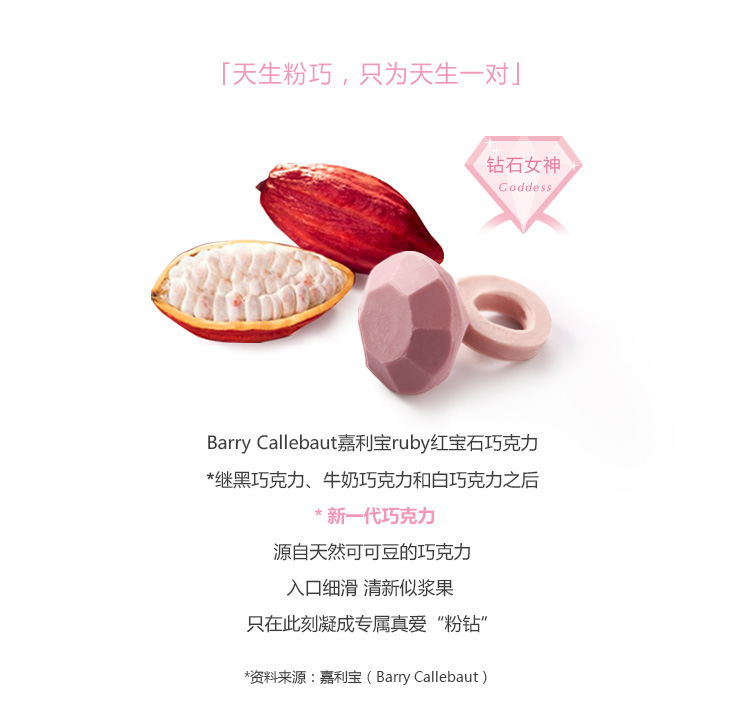 「天生粉巧，只为天生一对」
钻石女神
Goddess
Barry Callebaut嘉利宝ruby红宝石巧克力
*继黑巧克力、牛奶巧克力和白巧克力之后
* 新一代巧克力
源自天然可可豆的巧克力
入口细滑 清新似浆果
只在此刻凝成专属真爱“粉钻”
*资料来源：嘉利宝（Barry Callebaut）